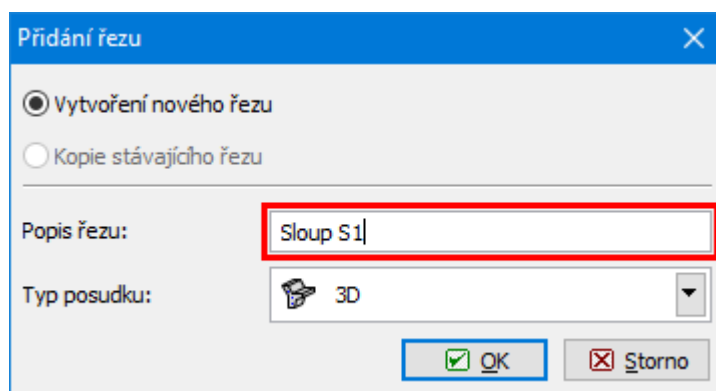 Přidání řezu
Vytvoření nového řezu
Kopie stávajícího řezu
Popis řezu: Sloup S1
Typ posudku: 3D
OK Storno